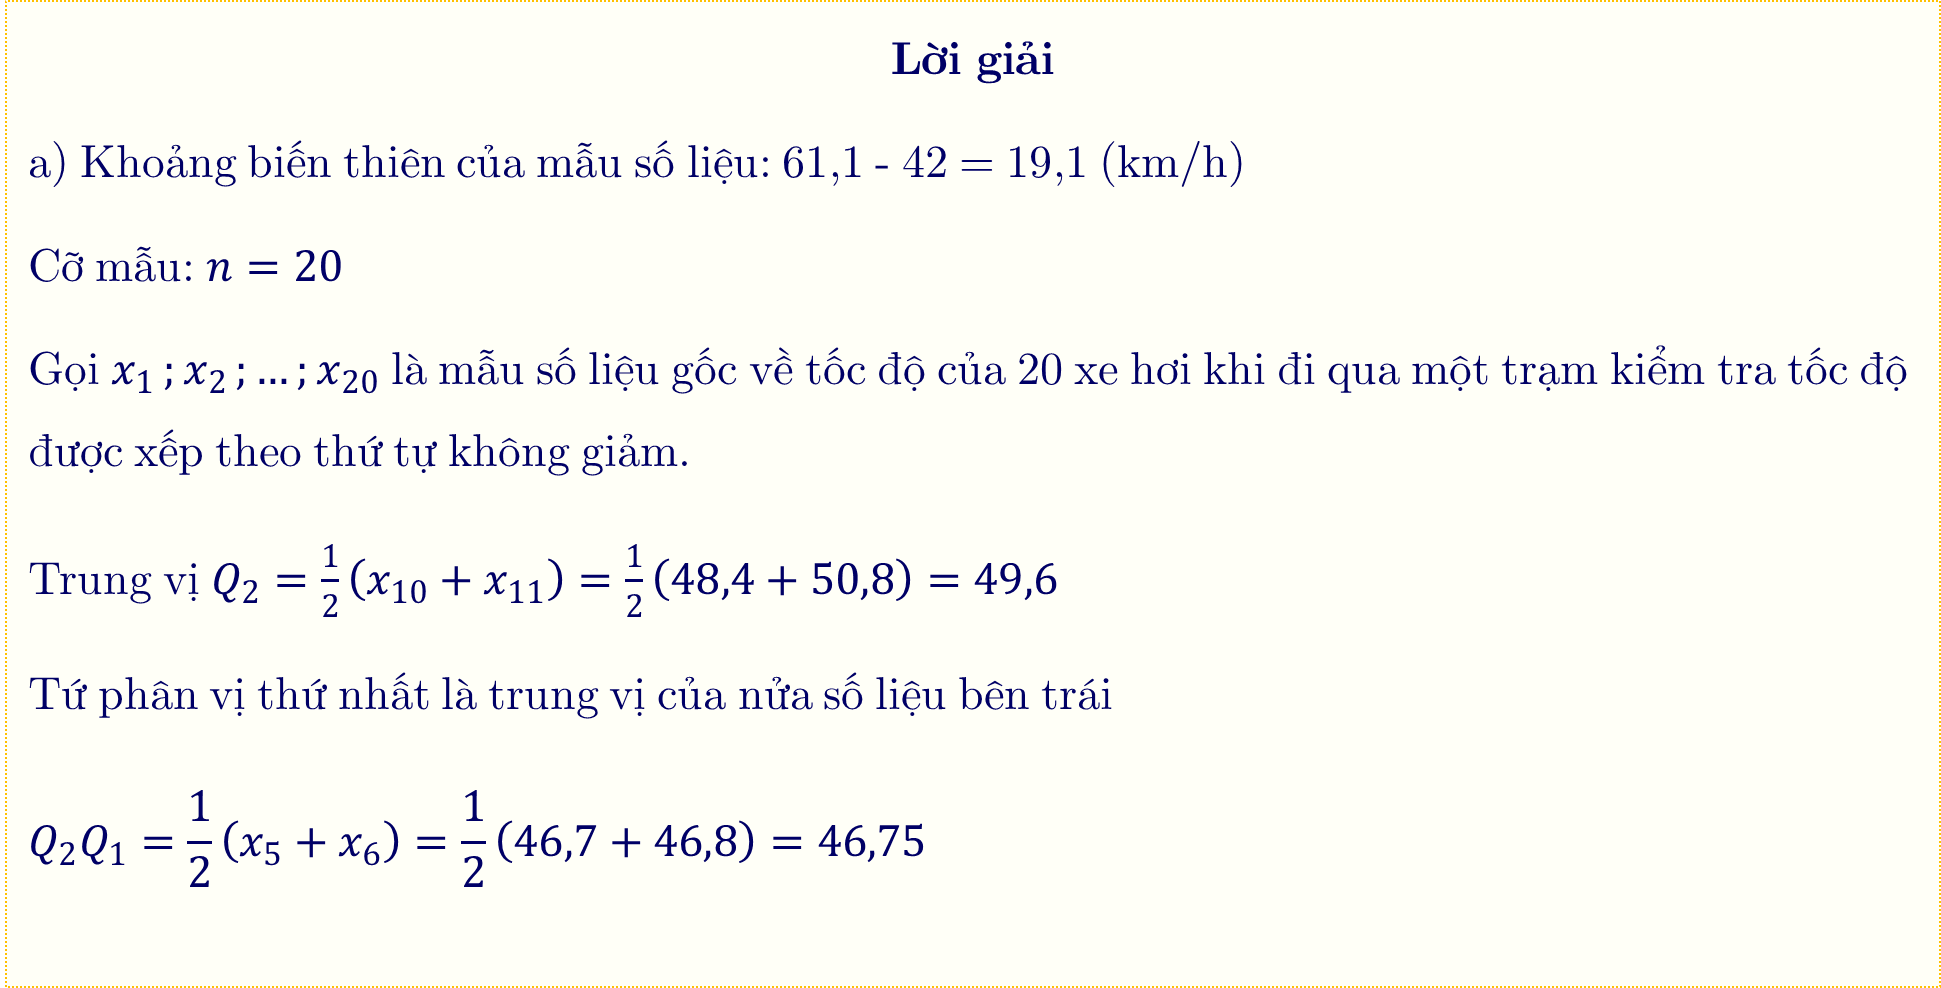 Lời giải
a) Khoảng biến thiên của mẫu số liệu: 61,1 - 42 = 19,1 (km/h)
Cỡ mẫu: n = 20
Gọi x₁ ; x₂ ; … ; x₂₀ là mẫu số liệu gốc về tốc độ của 20 xe hơi khi đi qua một trạm kiểm tra tốc độ
được xếp theo thứ tự không giảm.
Trung vị Q₂ = 1/2 (x₁₀ + x₁₁) = 1/2 (48,4 + 50,8) = 49,6
Tứ phân vị thứ nhất là trung vị của nửa số liệu bên trái
Q₂Q₁ = 1/2 (x₅ + x₆) = 1/2 (46,7 + 46,8) = 46,75